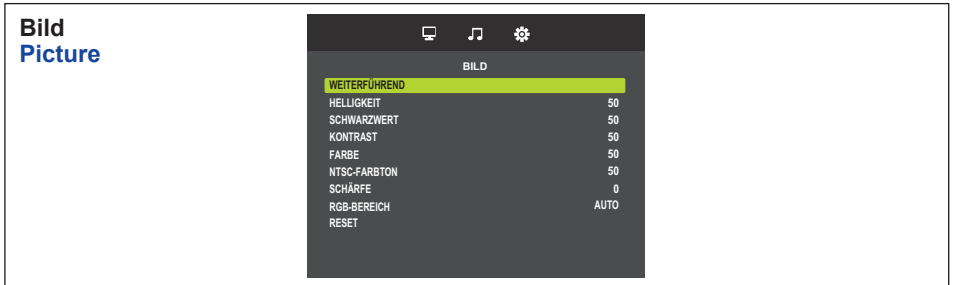 Bild
Picture
BILD
WEITERFÜHREND
HELLIGKEIT 50
SCHWARZWERT 50
KONTRAST 50
FARBE 50
NTSC-FARBTON 50
SCHÄRFE 0
RGB-BEREICH AUTO
RESET